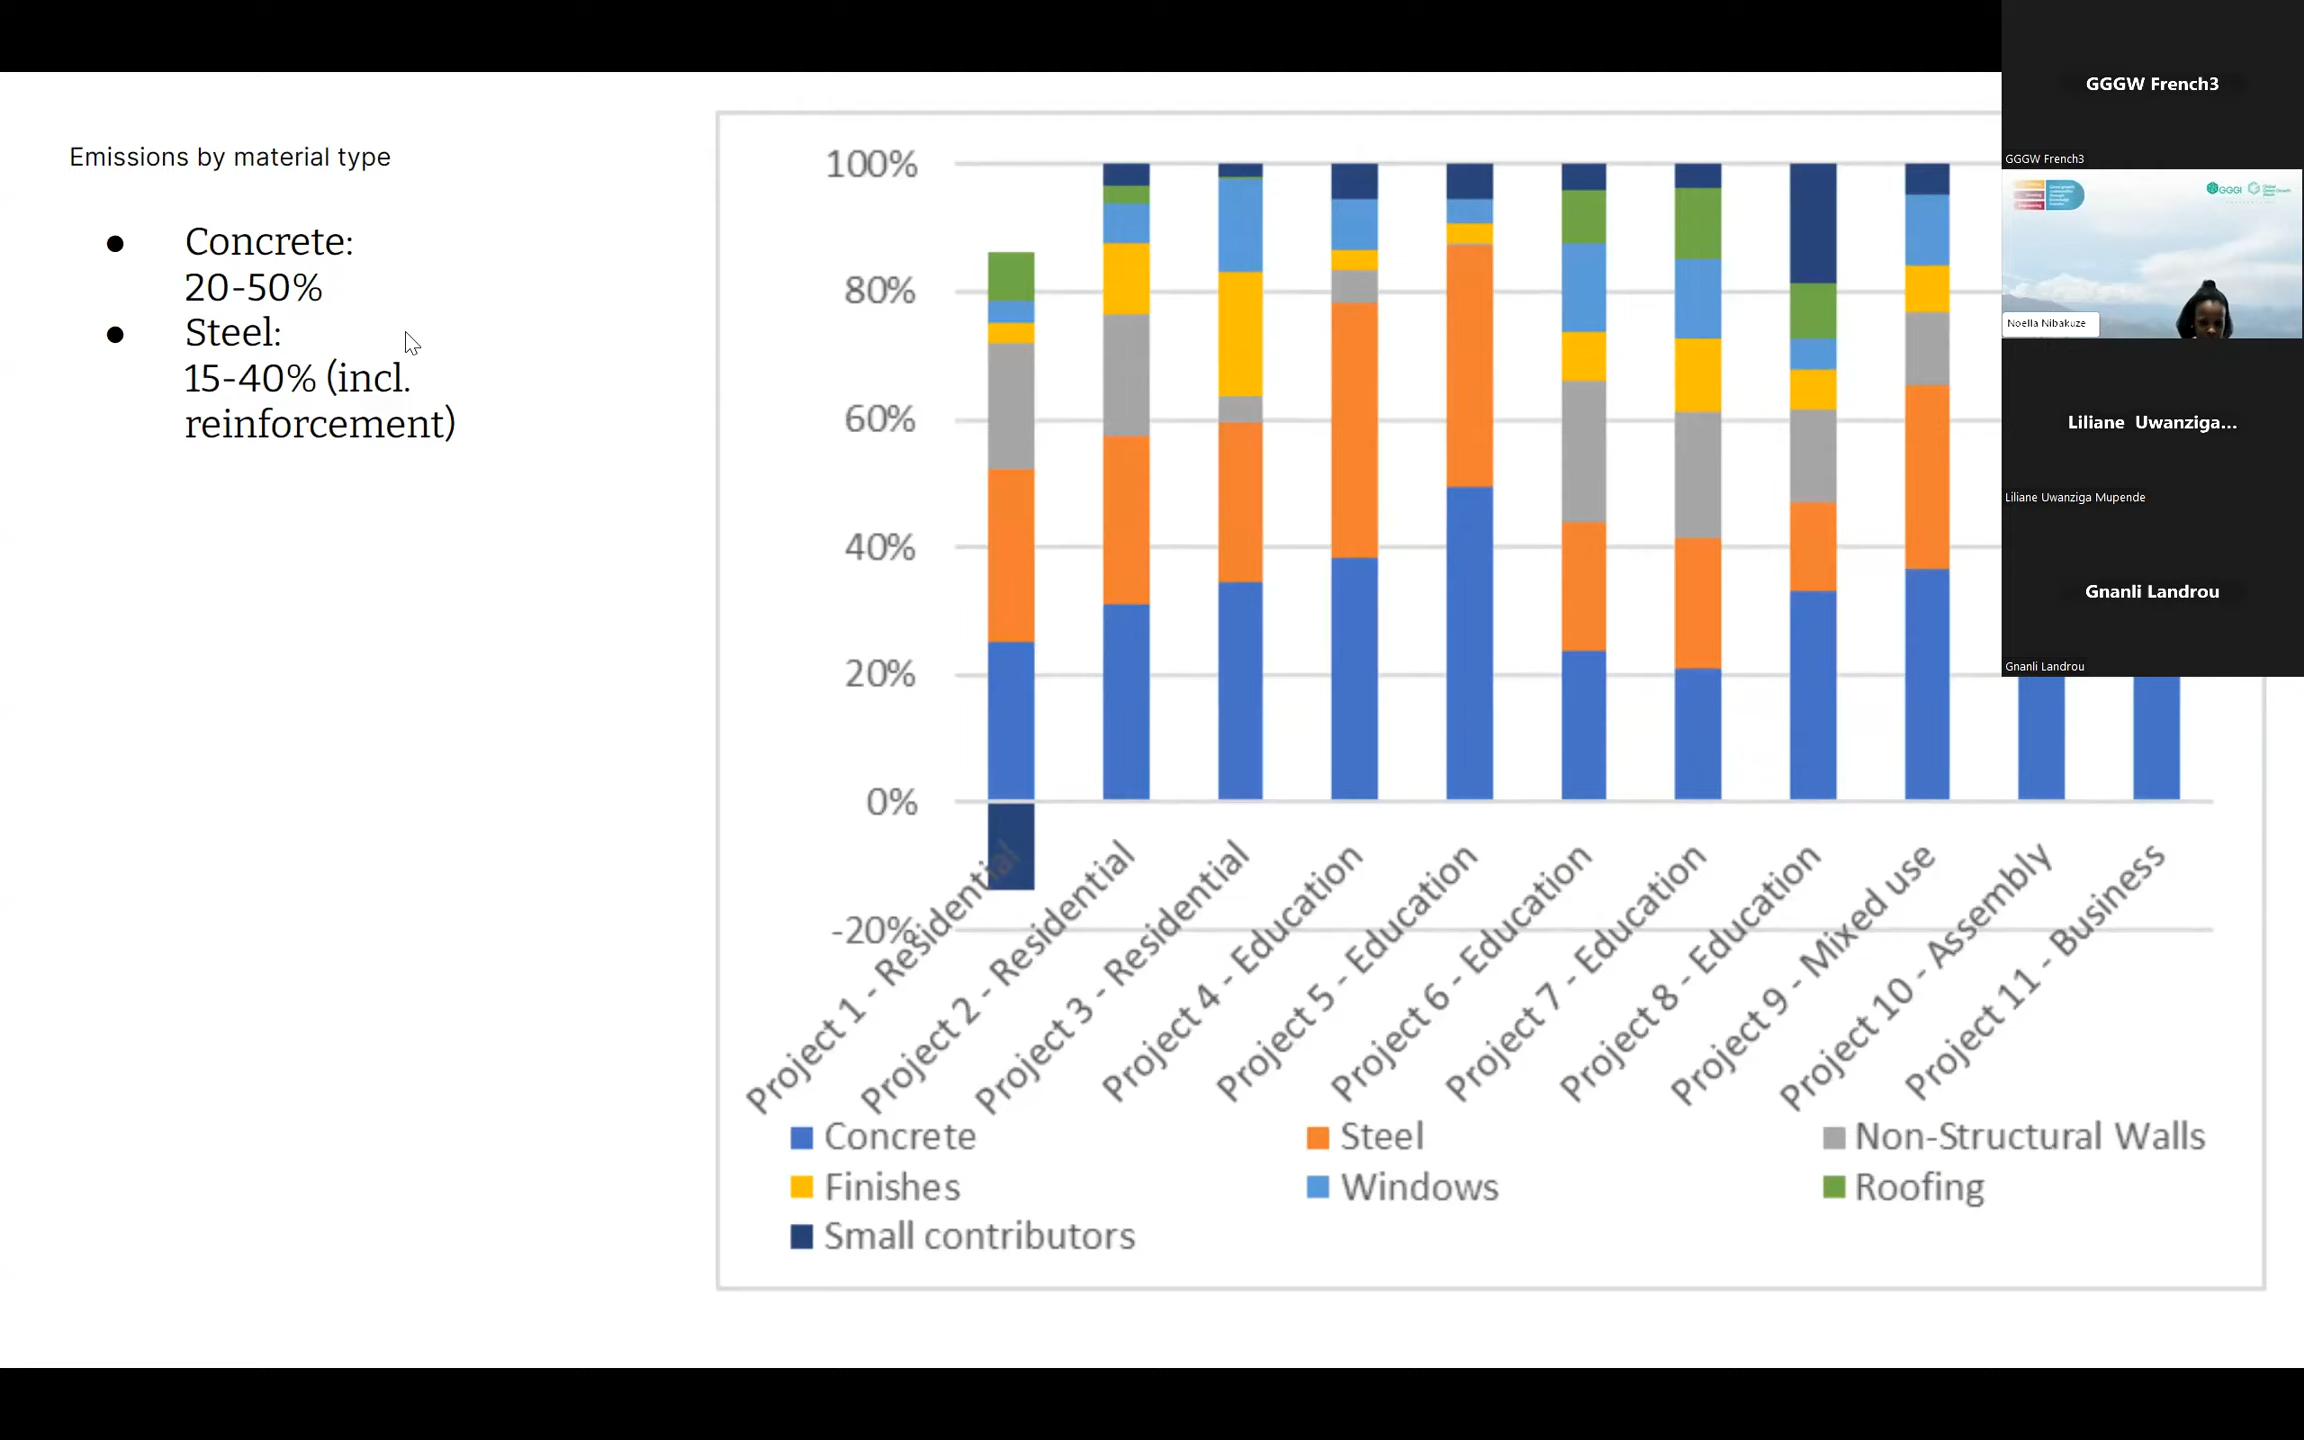 Emissions by material type
● Concrete:
20-50%
● Steel:
15-40% (incl.
reinforcement)
100%
80%
60%
40%
20%
0%
-20%
Project 1 - Residential
Project 2 - Residential
Project 3 - Residential
Project 4 - Education
Project 5 - Education
Project 6 - Education
Project 7 - Education
Project 8 - Education
Project 9 - Mixed use
Project 10 - Assembly
Project 11 - Business
Concrete
Steel
Non-Structural Walls
Finishes
Windows
Roofing
Small contributors
GGGW French3
GGGW French3
GGGI
Noella Nibakuze
Liliane Uwanziga...
Liliane Uwanziga Mupende
Gnanli Landrou
Gnanli Landrou